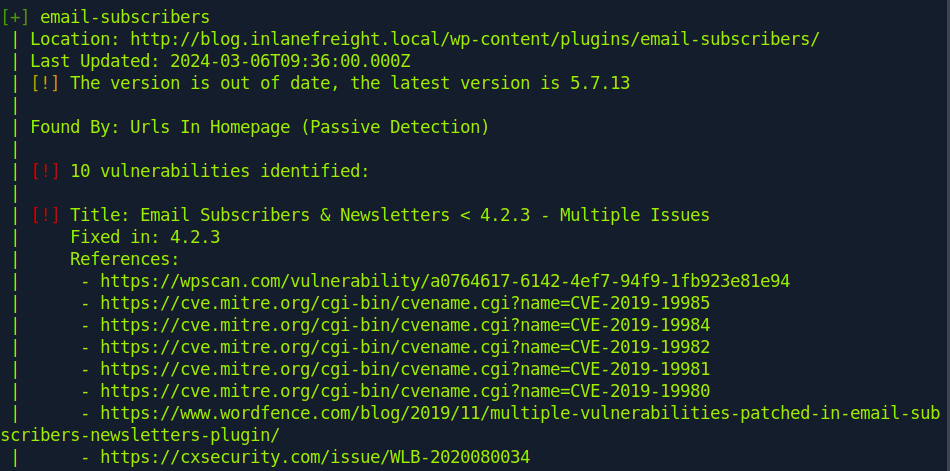 [+] email-subscribers
| Location: http://blog.inlanefreight.local/wp-content/plugins/email-subscribers/
| Last Updated: 2024-03-06T09:36:00.000Z
| [!] The version is out of date, the latest version is 5.7.13
|
| Found By: Urls In Homepage (Passive Detection)
|
| [!] 10 vulnerabilities identified:
|
| [!] Title: Email Subscribers & Newsletters < 4.2.3 - Multiple Issues
|     Fixed in: 4.2.3
|     References:
|      - https://wpscan.com/vulnerability/a0764617-6142-4ef7-94f9-1fb923e81e94
|      - https://cve.mitre.org/cgi-bin/cvename.cgi?name=CVE-2019-19985
|      - https://cve.mitre.org/cgi-bin/cvename.cgi?name=CVE-2019-19984
|      - https://cve.mitre.org/cgi-bin/cvename.cgi?name=CVE-2019-19982
|      - https://cve.mitre.org/cgi-bin/cvename.cgi?name=CVE-2019-19981
|      - https://cve.mitre.org/cgi-bin/cvename.cgi?name=CVE-2019-19980
|      - https://www.wordfence.com/blog/2019/11/multiple-vulnerabilities-patched-in-email-sub
scribers-newsletters-plugin/
|      - https://cxsecurity.com/issue/WLB-2020080034